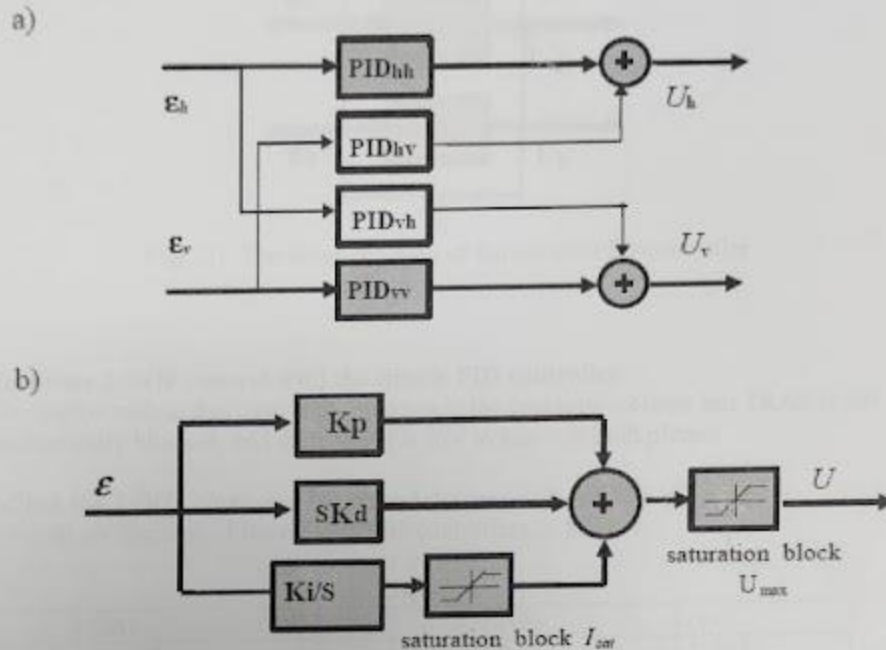 a)
PIDhh
εh
Uh
PIDhv
PIDvh
εv
Uv
PIDvv
b)
Kp
ε
SKd
U
Ki/S
saturation block
Umax
saturation block Isat